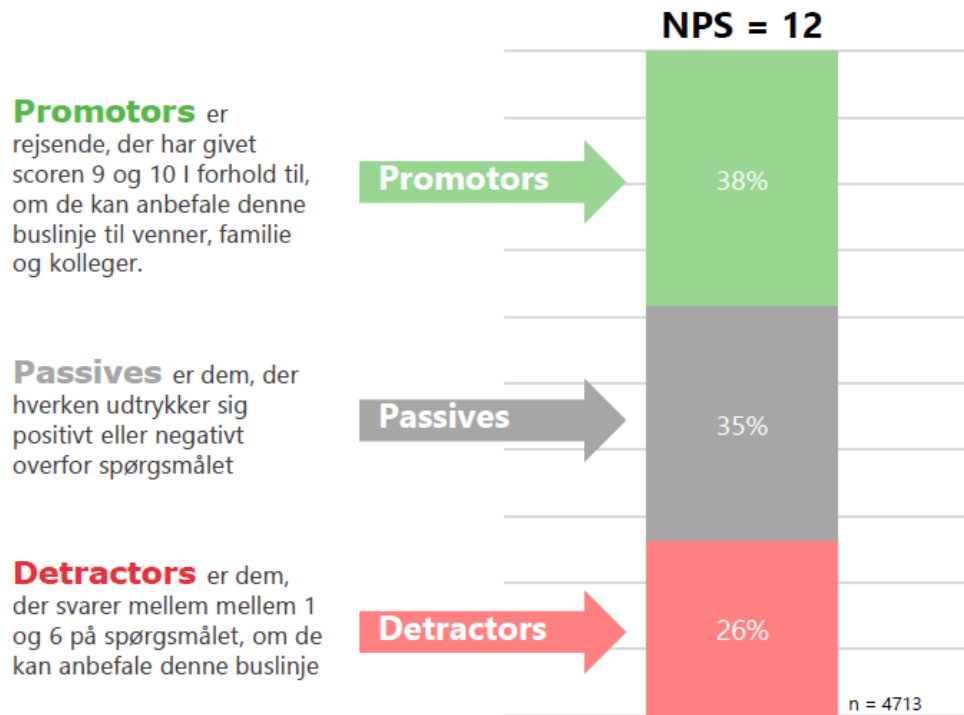 NPS = 12
Promotors er
rejsende, der har givet
scoren 9 og 10 I forhold til,
om de kan anbefale denne
buslinje til venner, familie
og kolleger.
Promotors
38%
Passives er dem, der
hverken udtrykker sig
positivt eller negativt
overfor spørgsmålet
Passives
35%
Detractors er dem,
der svarer mellem mellem 1
og 6 på spørgsmålet, om de
kan anbefale denne buslinje
Detractors
26%
n = 4713